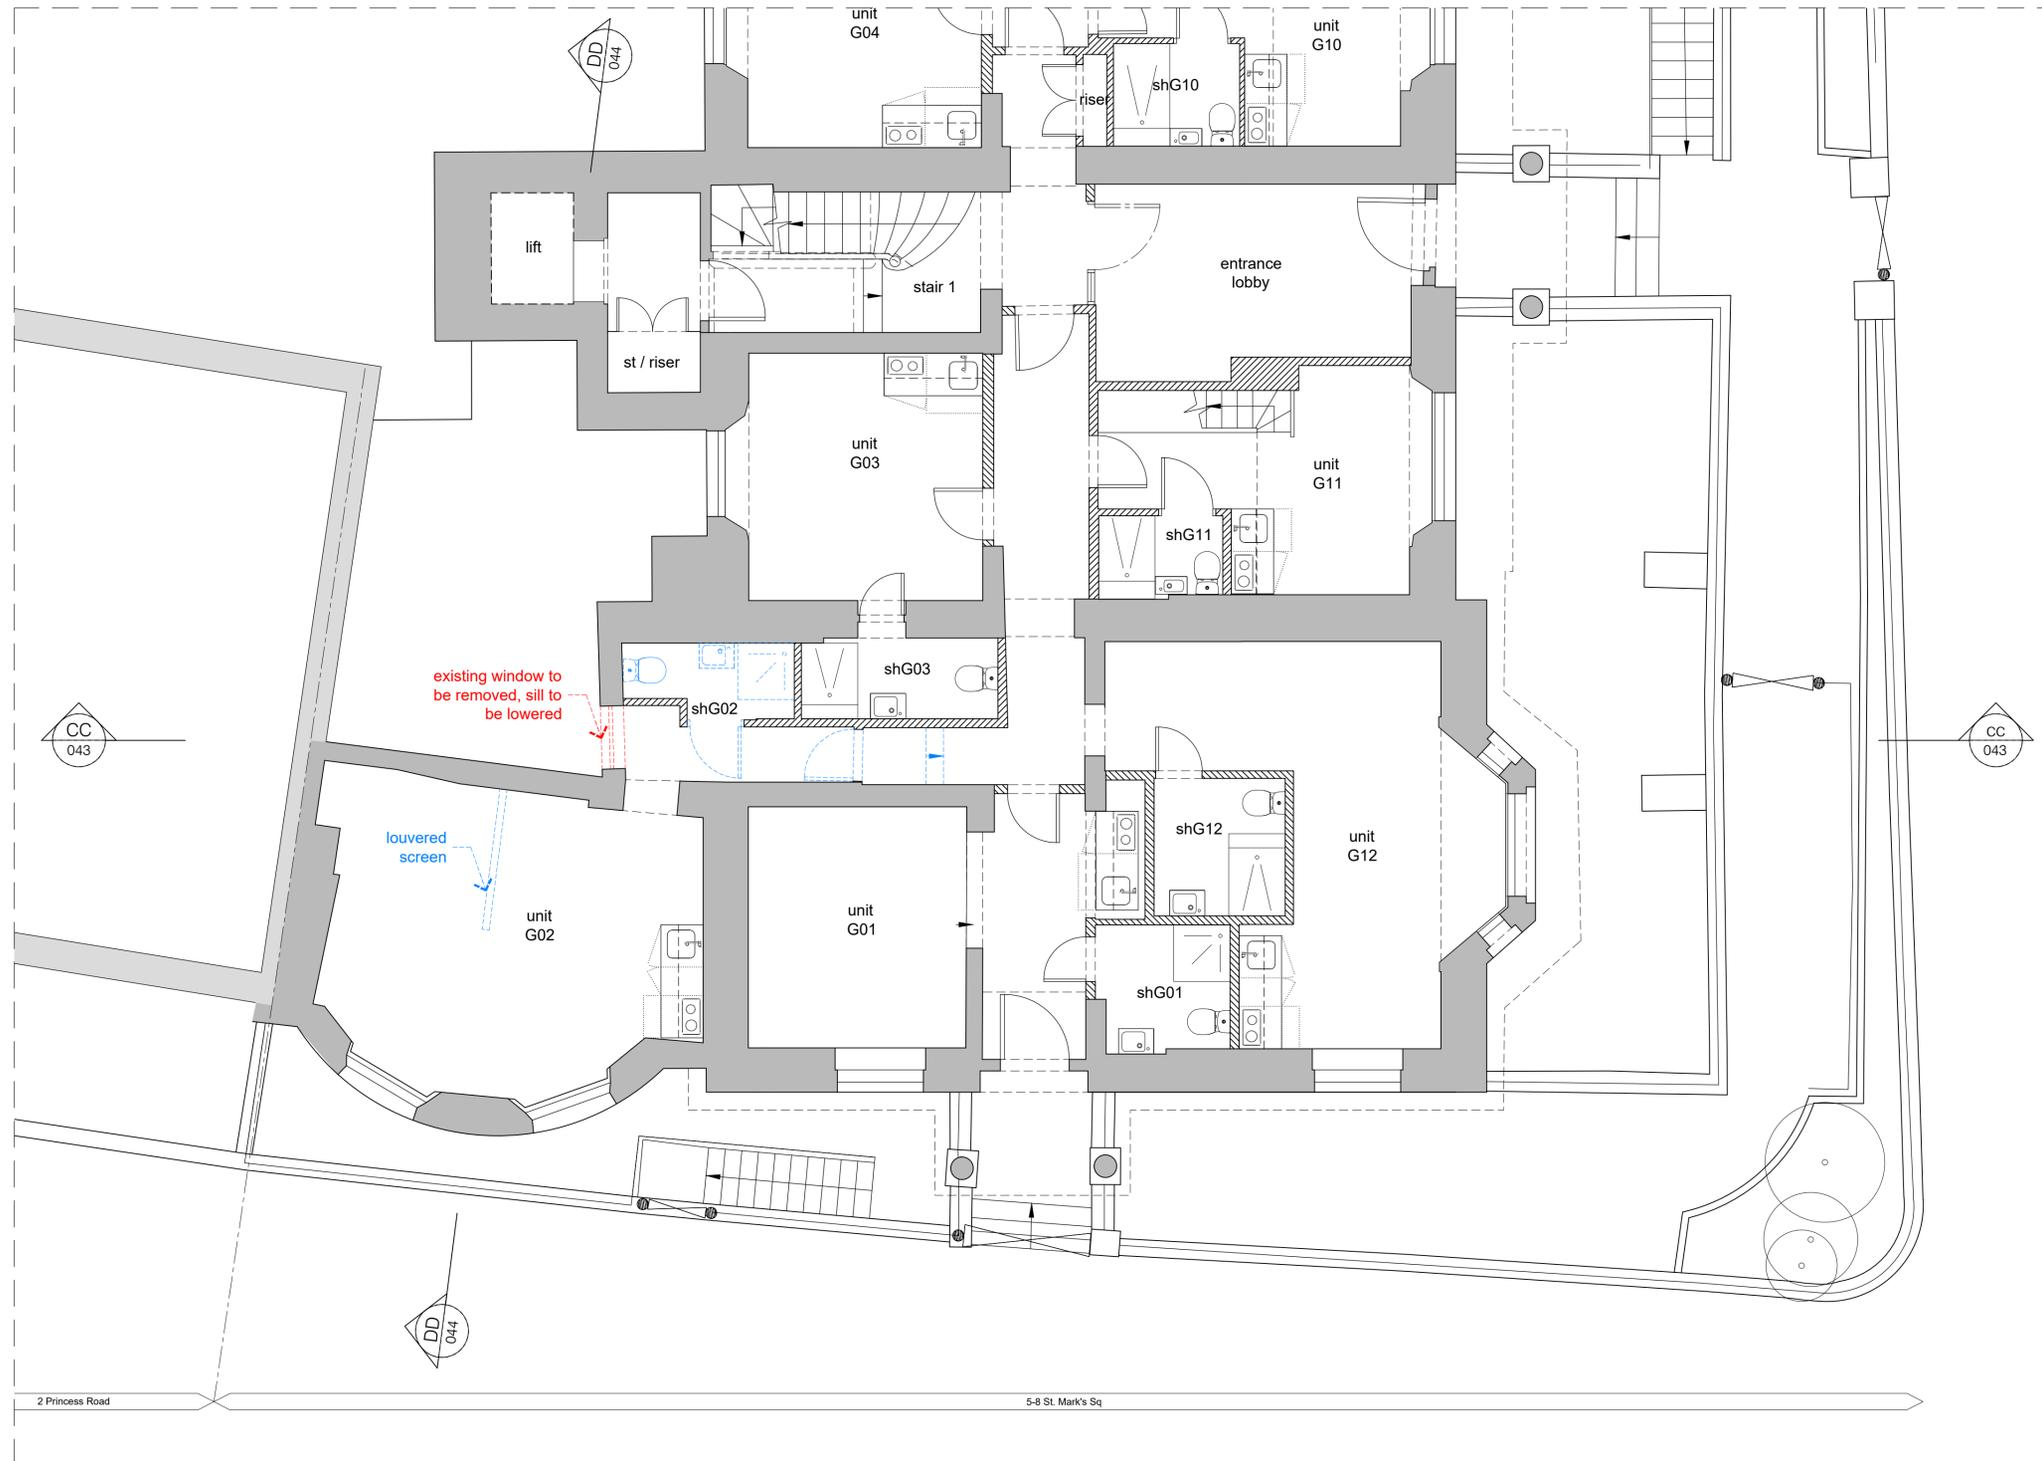 unit
G04
unit
G10
DD
044
riser
shG10
lift
stair 1
entrance
lobby
st / riser
unit
G03
unit
G11
shG11
existing window to
be removed, sill to
be lowered
shG03
shG02
CC
043
CC
043
louvered
screen
shG12
unit
G12
unit
G02
unit
G01
shG01
DD
044
2 Princess Road
5-8 St. Mark's Sq